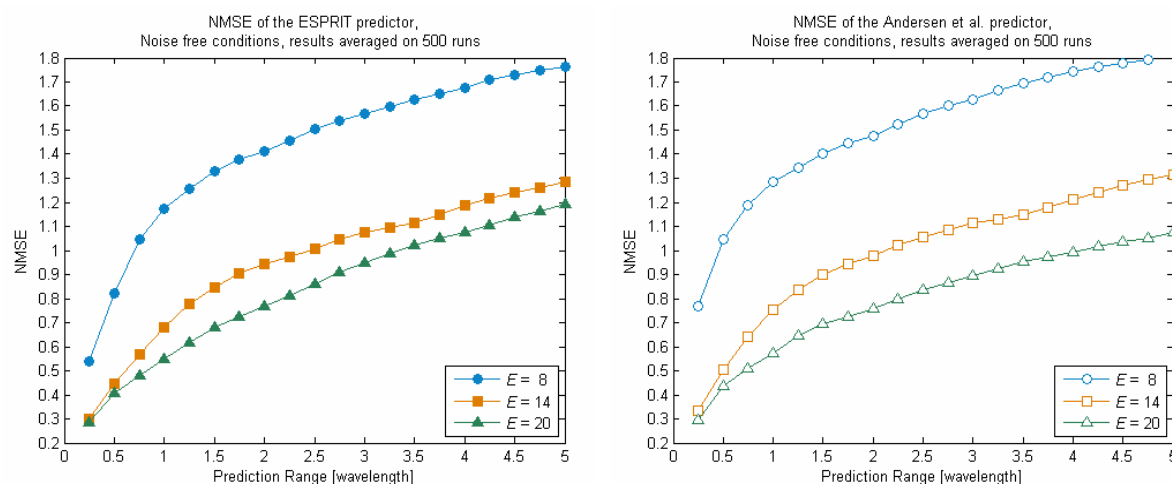 NMSE of the ESPRIT predictor,
Noise free conditions, results averaged on 500 runs
1.8
1.7
1.6
1.5
1.4
1.3
1.2
1.1
1
0.9
0.8
0.7
0.6
0.5
0.4
0.3
0.2
NMSE
E = 8
E = 14
E = 20
0 0.5 1 1.5 2 2.5 3 3.5 4 4.5 5
Prediction Range [wavelength]
NMSE of the Andersen et al. predictor,
Noise free conditions, results averaged on 500 runs
1.8
1.7
1.6
1.5
1.4
1.3
1.2
1.1
1
0.9
0.8
0.7
0.6
0.5
0.4
0.3
0.2
NMSE
E = 8
E = 14
E = 20
0 0.5 1 1.5 2 2.5 3 3.5 4 4.5 5
Prediction Range [wavelength]